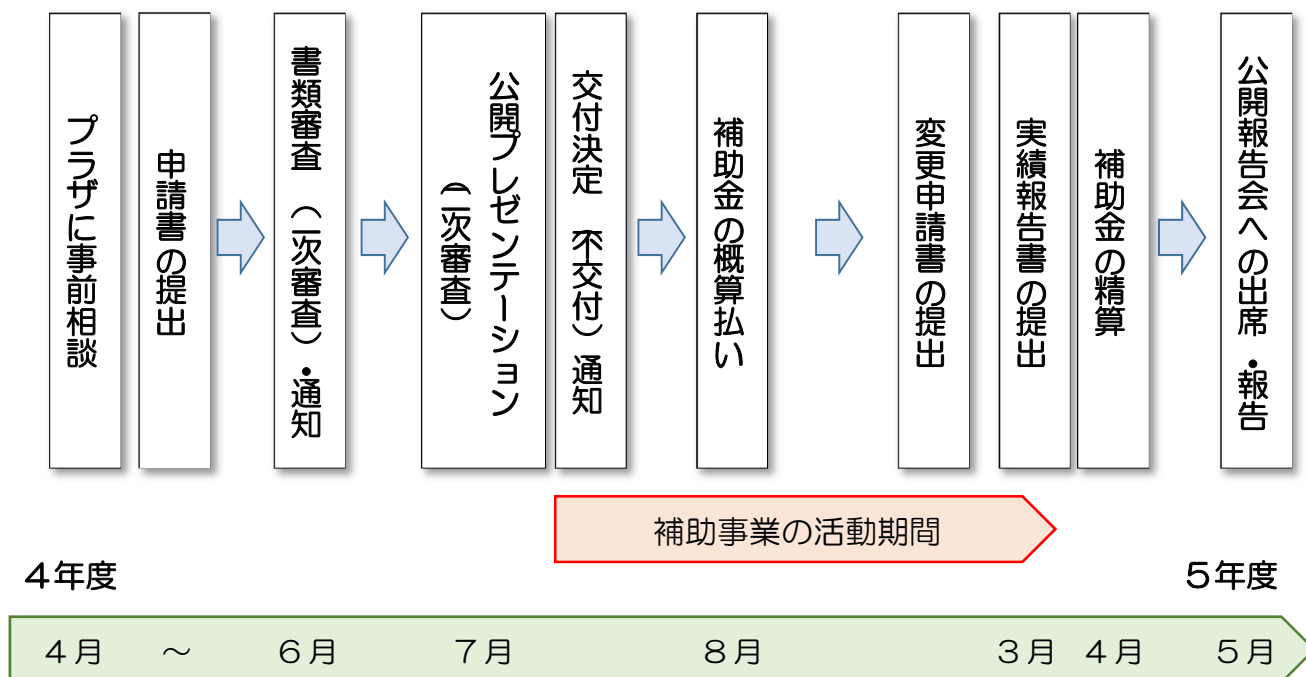 プラザに事前相談
申請書の提出
書類審査（一次審査）・通知
公開プレゼンテーション
（二次審査）
交付決定（不交付）通知
補助金の概算払い
変更申請書の提出
実績報告書の提出
補助金の精算
公開報告会への出席・報告
補助事業の活動期間
４年度
５年度
４月　～　６月　７月　８月　３月　４月　５月